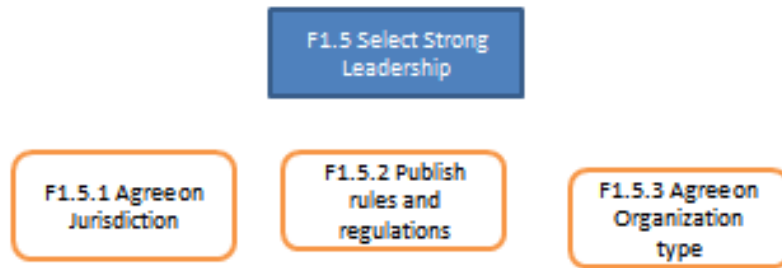 F1.5 Select Strong
Leadership
F1.5.1 Agree on
Jurisdiction
F1.5.2 Publish
rules and
regulations
F1.5.3 Agree on
Organization
type